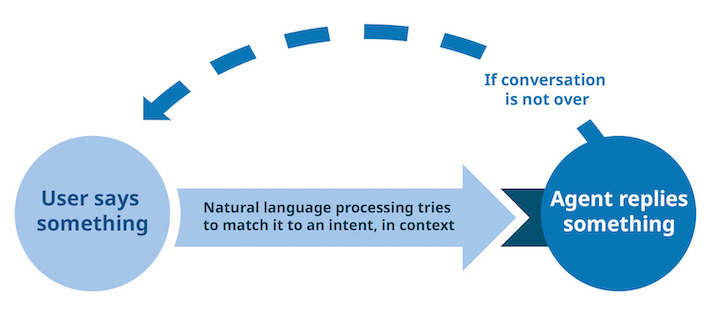 If conversation
is not over
User says
something
Natural language processing tries
to match it to an intent, in context
Agent replies
something